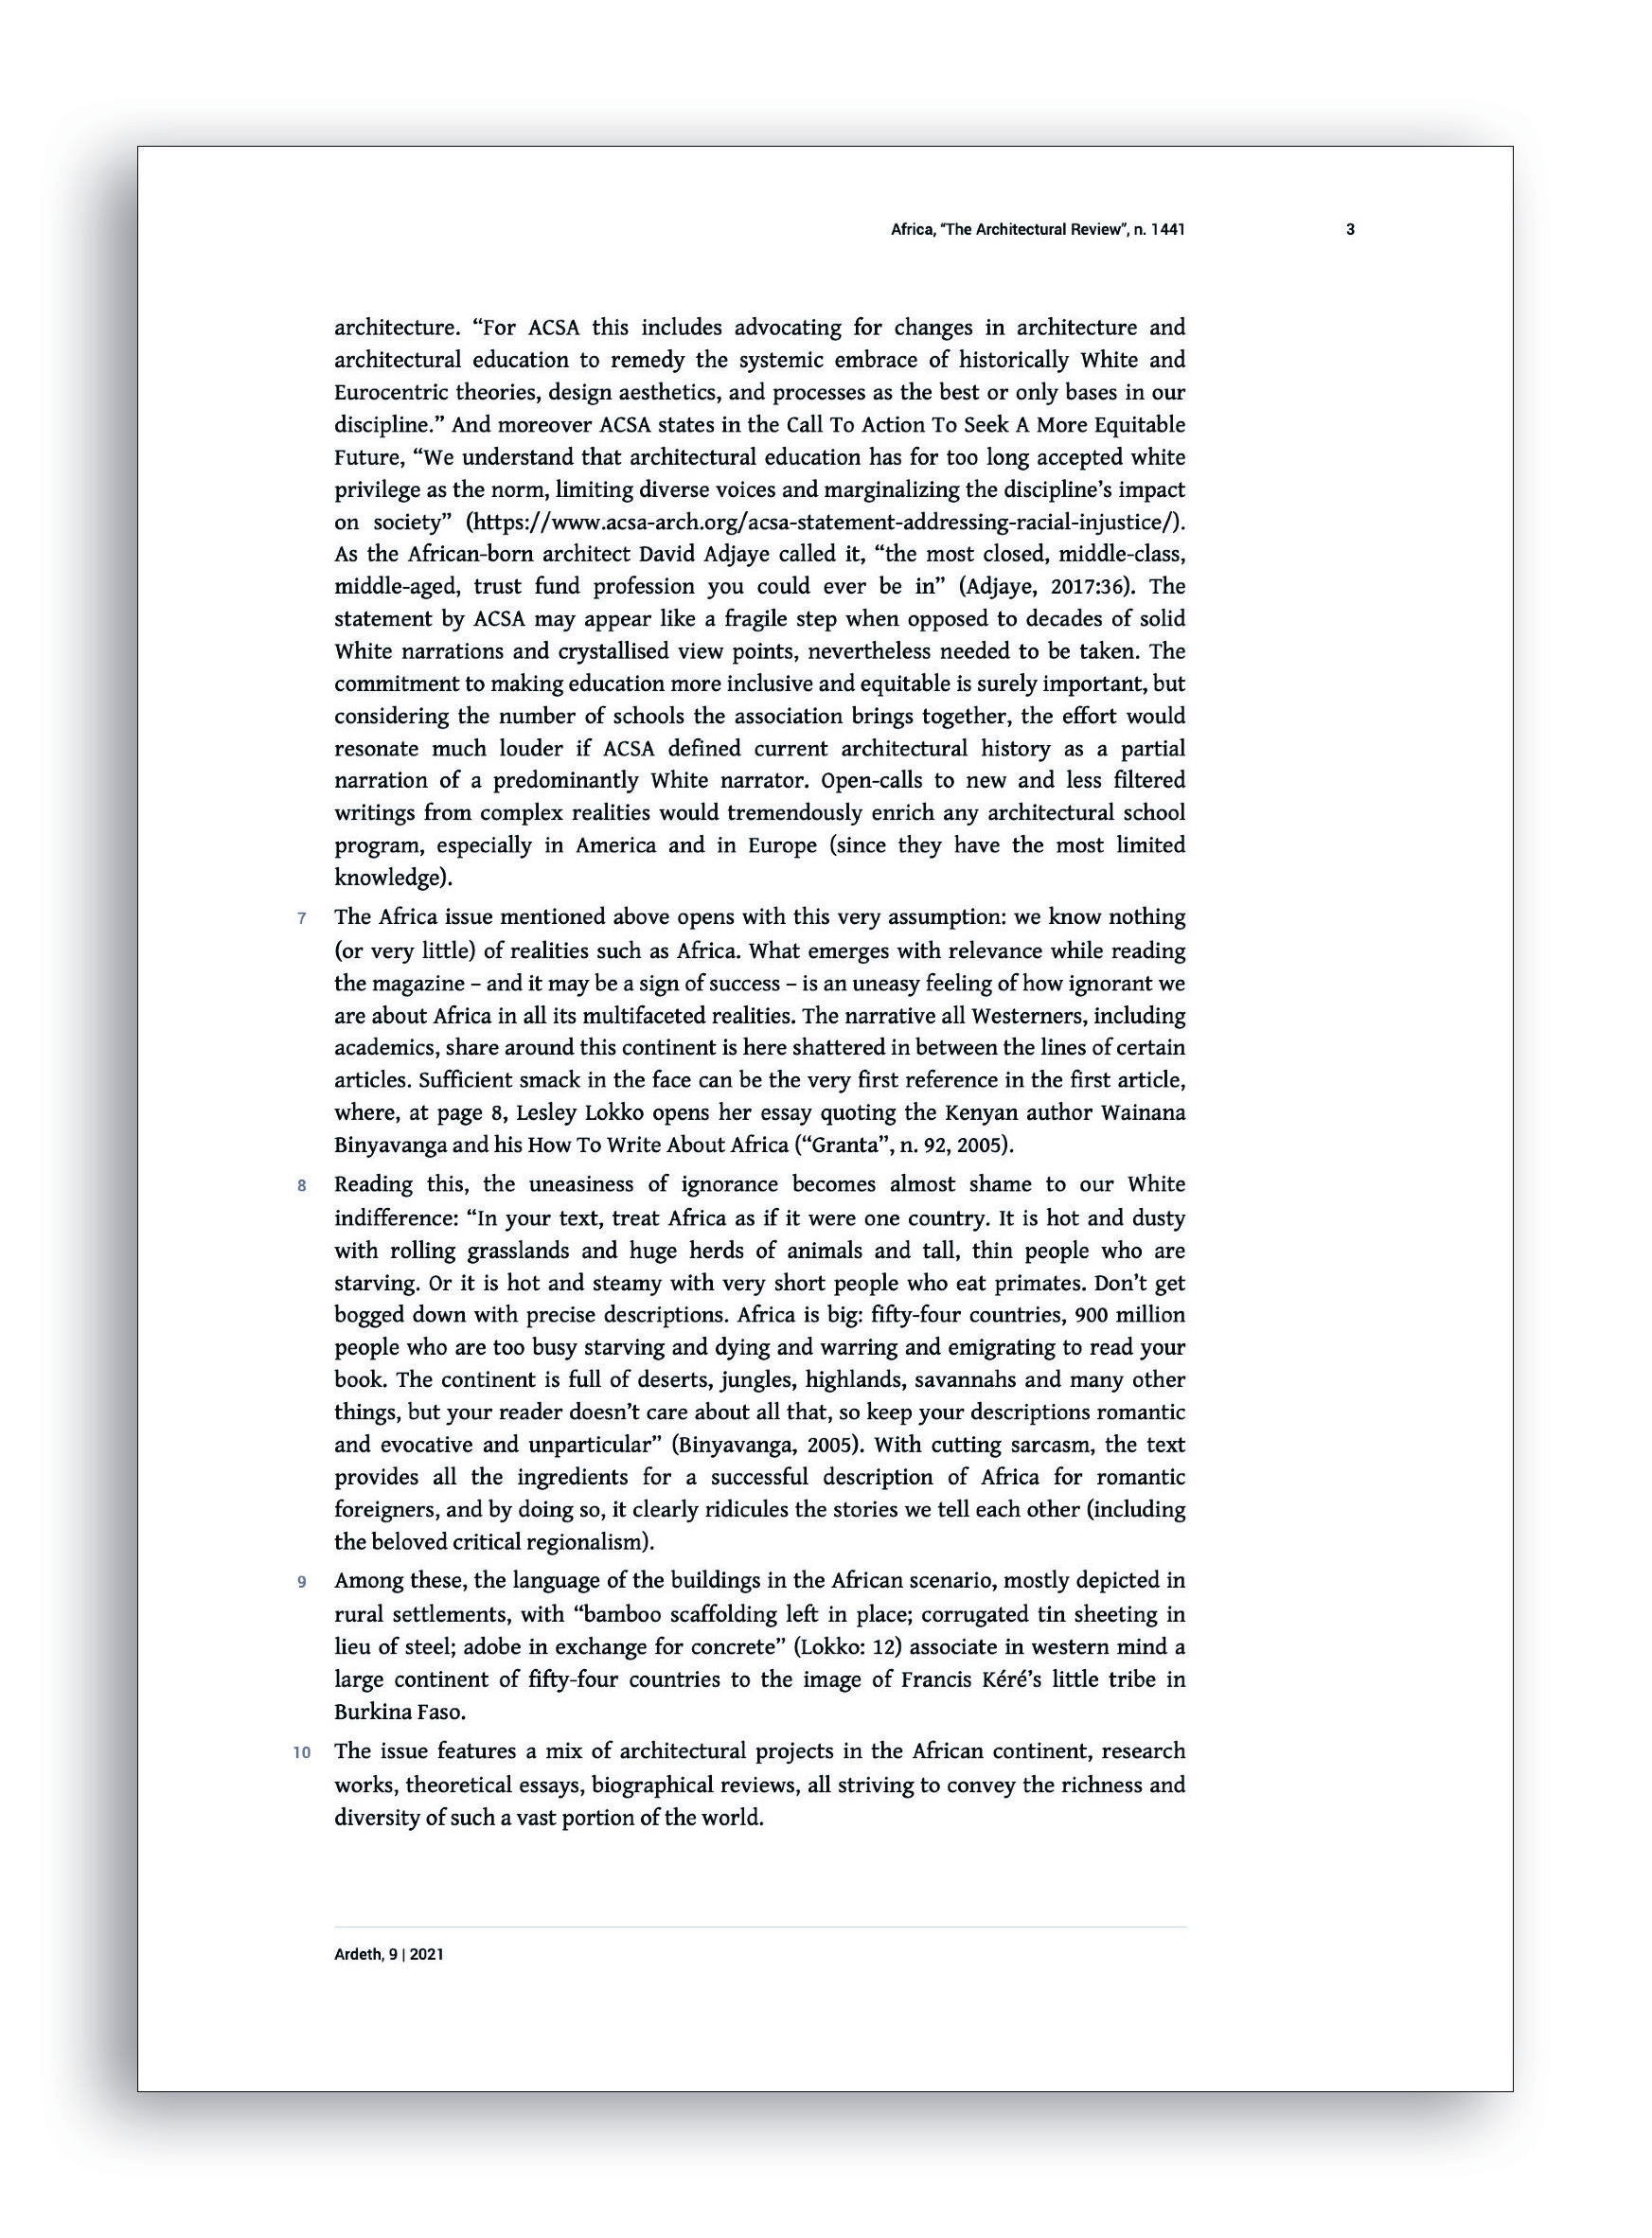 Africa, “The Architectural Review”, n. 1441 3
architecture. “For ACSA this includes advocating for changes in architecture and
architectural education to remedy the systemic embrace of historically White and
Eurocentric theories, design aesthetics, and processes as the best or only bases in our
discipline.” And moreover ACSA states in the Call To Action To Seek A More Equitable
Future, “We understand that architectural education has for too long accepted white
privilege as the norm, limiting diverse voices and marginalizing the discipline’s impact
on society” (https://www.acsa-arch.org/acsa-statement-addressing-racial-injustice/).
As the African-born architect David Adjaye called it, “the most closed, middle-class,
middle-aged, trust fund profession you could ever be in” (Adjaye, 2017:36). The
statement by ACSA may appear like a fragile step when opposed to decades of solid
White narrations and crystallised view points, nevertheless needed to be taken. The
commitment to making education more inclusive and equitable is surely important, but
considering the number of schools the association brings together, the effort would
resonate much louder if ACSA defined current architectural history as a partial
narration of a predominantly White narrator. Open-calls to new and less filtered
writings from complex realities would tremendously enrich any architectural school
program, especially in America and in Europe (since they have the most limited
knowledge).
7 The Africa issue mentioned above opens with this very assumption: we know nothing
(or very little) of realities such as Africa. What emerges with relevance while reading
the magazine – and it may be a sign of success – is an uneasy feeling of how ignorant we
are about Africa in all its multifaceted realities. The narrative all Westerners, including
academics, share around this continent is here shattered in between the lines of certain
articles. Sufficient smack in the face can be the very first reference in the first article,
where, at page 8, Lesley Lokko opens her essay quoting the Kenyan author Wainana
Binyavanga and his How To Write About Africa (“Granta”, n. 92, 2005).
8 Reading this, the uneasiness of ignorance becomes almost shame to our White
indifference: “In your text, treat Africa as if it were one country. It is hot and dusty
with rolling grasslands and huge herds of animals and tall, thin people who are
starving. Or it is hot and steamy with very short people who eat primates. Don’t get
bogged down with precise descriptions. Africa is big: fifty-four countries, 900 million
people who are too busy starving and dying and warring and emigrating to read your
book. The continent is full of deserts, jungles, highlands, savannahs and many other
things, but your reader doesn’t care about all that, so keep your descriptions romantic
and evocative and unparticular” (Binyavanga, 2005). With cutting sarcasm, the text
provides all the ingredients for a successful description of Africa for romantic
foreigners, and by doing so, it clearly ridicules the stories we tell each other (including
the beloved critical regionalism).
9 Among these, the language of the buildings in the African scenario, mostly depicted in
rural settlements, with “bamboo scaffolding left in place; corrugated tin sheeting in
lieu of steel; adobe in exchange for concrete” (Lokko: 12) associate in western mind a
large continent of fifty-four countries to the image of Francis Kéré’s little tribe in
Burkina Faso.
10 The issue features a mix of architectural projects in the African continent, research
works, theoretical essays, biographical reviews, all striving to convey the richness and
diversity of such a vast portion of the world.
Ardeth, 9 | 2021